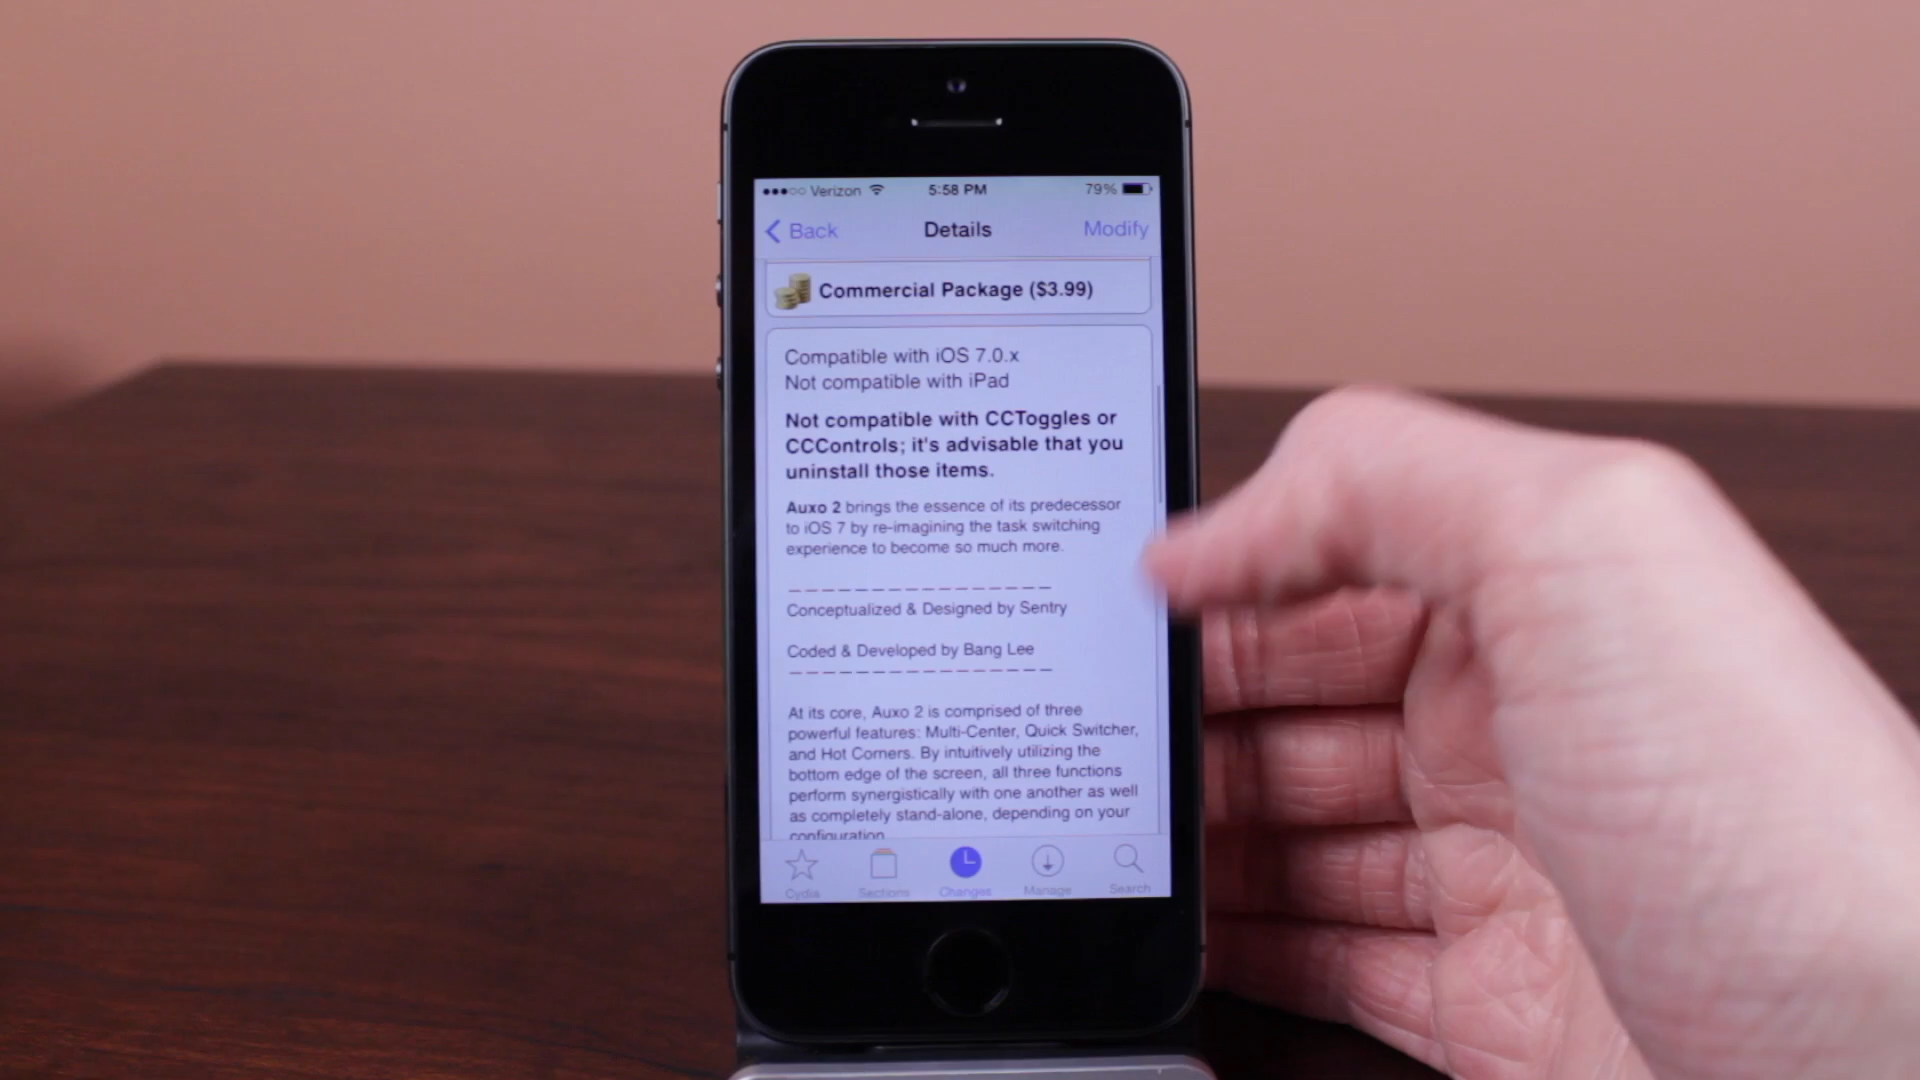 Verizon 5:58 PM 79%
Back Details Modify
Commercial Package ($3.99)
Compatible with iOS 7.0.x
Not compatible with iPad
Not compatible with CCToggles or
CCControls; it's advisable that you
uninstall those items.
Auxo 2 brings the essence of its predecessor
to iOS 7 by re-imagining the task switching
experience to become so much more.
Conceptualized & Designed by Sentry
Coded & Developed by Bang Lee
At its core, Auxo 2 is comprised of three
powerful features: Multi-Center, Quick Switcher,
and Hot Corners. By intuitively utilizing the
bottom edge of the screen, all three functions
perform synergistically with one another as well
as completely stand-alone, depending on your
configuration
Cydia Sections Changes Manage Search